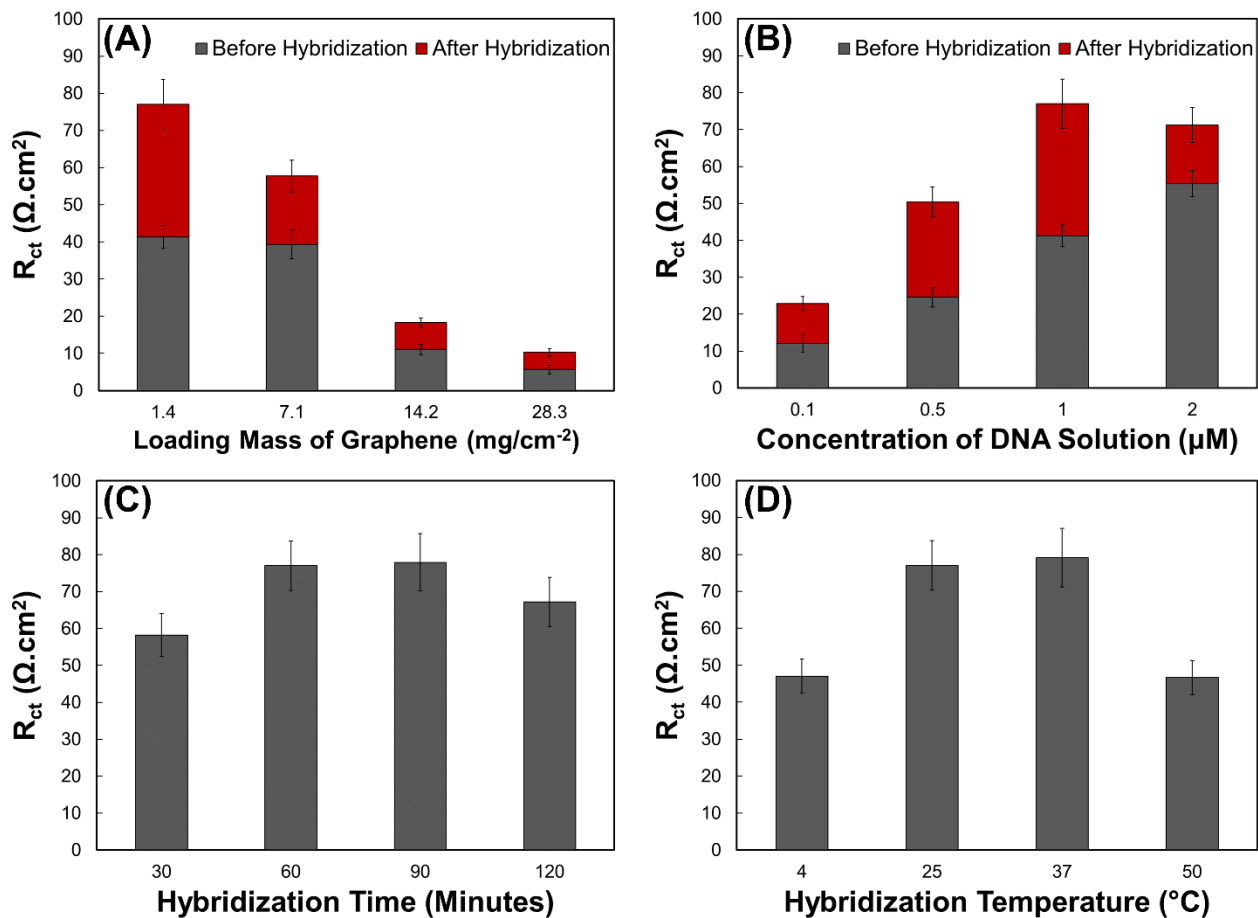 (A)
Before Hybridization After Hybridization
100
90
80
70
60
50
40
30
20
10
0
R_ct (Ω.cm²)
1.4 7.1 14.2 28.3
Loading Mass of Graphene (mg/cm⁻²)
(B)
Before Hybridization After Hybridization
100
90
80
70
60
50
40
30
20
10
0
R_ct (Ω.cm²)
0.1 0.5 1 2
Concentration of DNA Solution (µM)
(C)
100
90
80
70
60
50
40
30
20
10
0
R_ct (Ω.cm²)
30 60 90 120
Hybridization Time (Minutes)
(D)
100
90
80
70
60
50
40
30
20
10
0
R_ct (Ω.cm²)
4 25 37 50
Hybridization Temperature (°C)